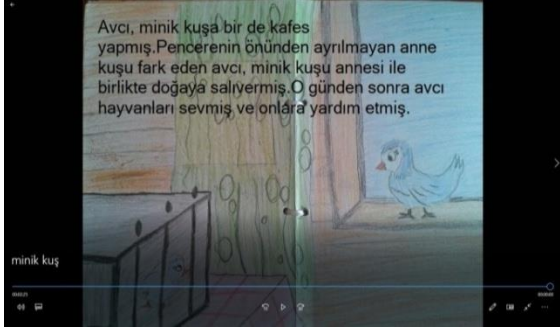 Avcı, minik kuşa bir de kafes
yapmış.Pencerenin önünden ayrılmayan anne
kuşu fark eden avcı, minik kuşu annesi ile
birlikte doğaya salıvermiş.O günden sonra avcı
hayvanları sevmiş ve onlara yardım etmiş.
minik kuş